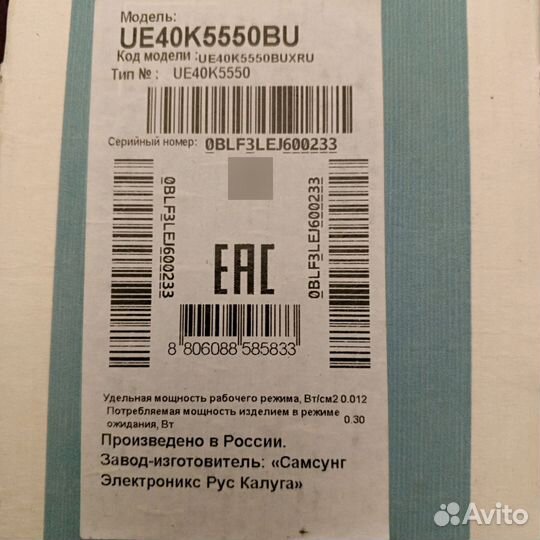 Модель:
UE40K5550BU
Код модели : UE40K5550BUXRU
Тип № : UE40K5550
Серийный номер: 0BLF3LEJ600233
0BLF3LEJ600233
0BLF3LEJ600233
EAC
8 806088 585833
Удельная мощность рабочего режима, Вт/см2 0.012
Потребляемая мощность изделием в режиме
ожидания, Вт 0.30
Произведено в России.
Завод-изготовитель: «Самсунг
Электроникс Рус Калуга»
Avito